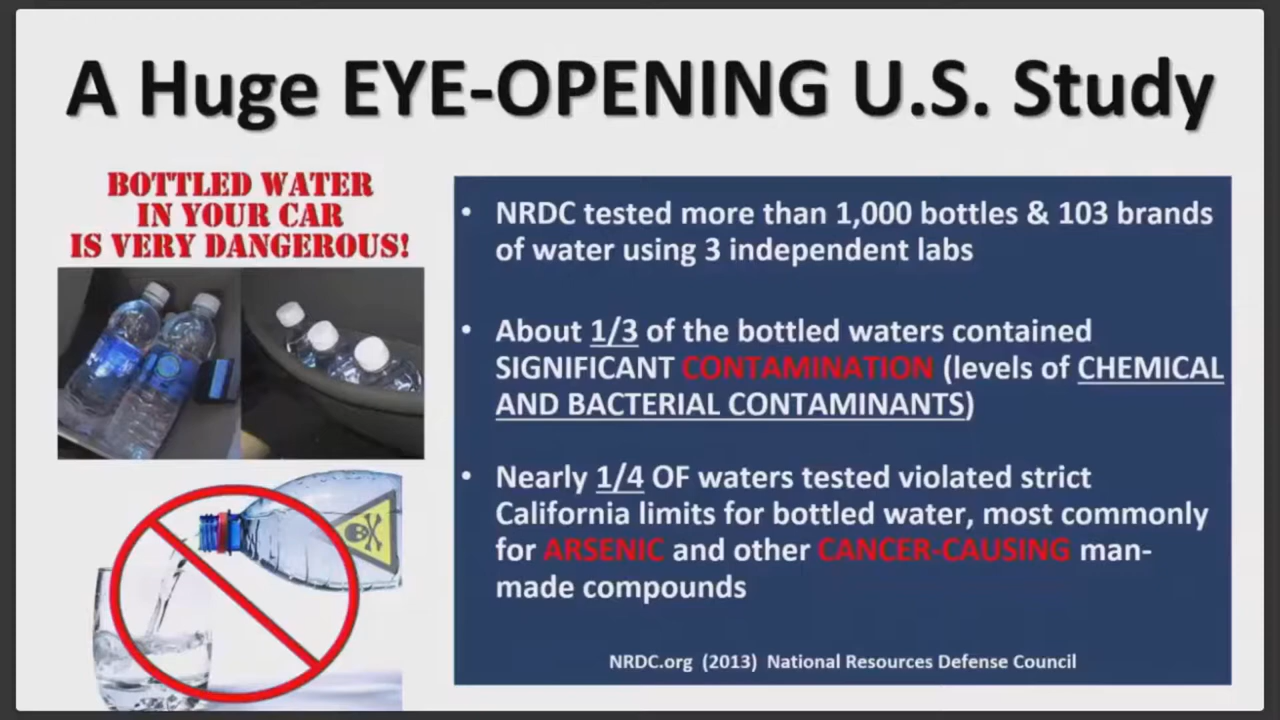 A Huge EYE-OPENING U.S. Study
BOTTLED WATER
IN YOUR CAR
IS VERY DANGEROUS!
• NRDC tested more than 1,000 bottles & 103 brands
of water using 3 independent labs
• About 1/3 of the bottled waters contained
SIGNIFICANT CONTAMINATION (levels of CHEMICAL
AND BACTERIAL CONTAMINANTS)
• Nearly 1/4 OF waters tested violated strict
California limits for bottled water, most commonly
for ARSENIC and other CANCER-CAUSING man-
made compounds
NRDC.org (2013) National Resources Defense Council